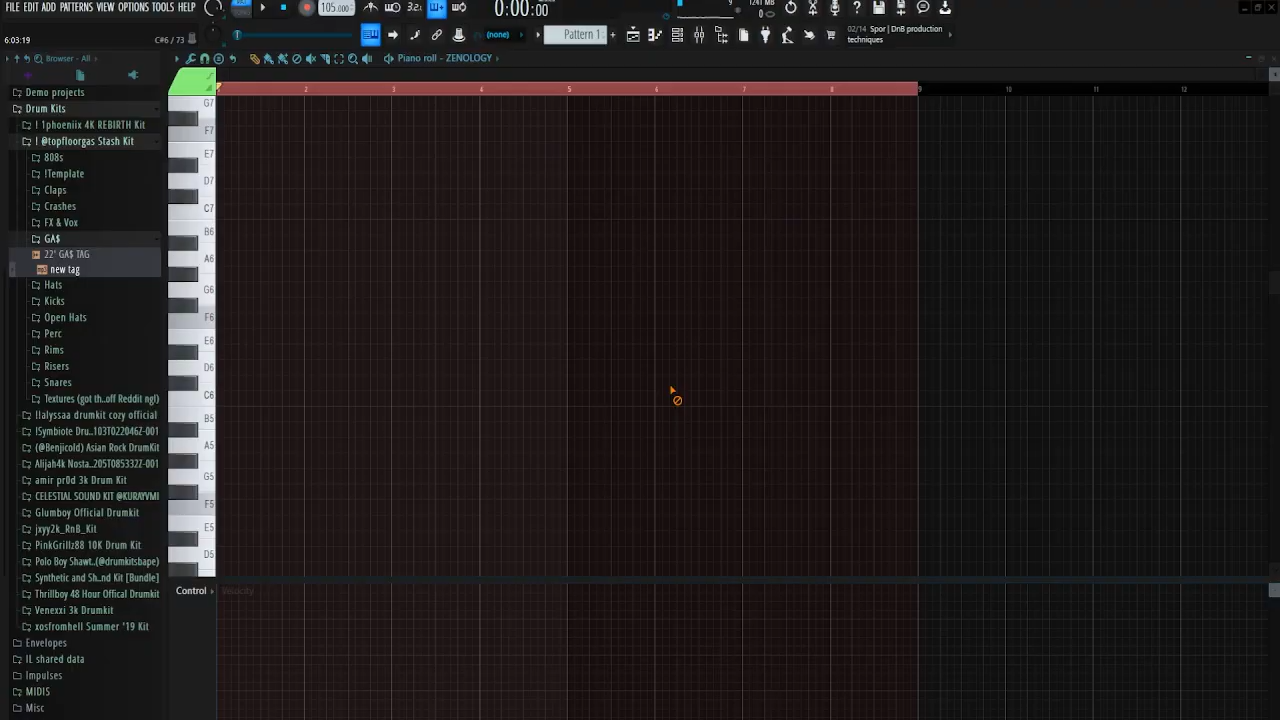 FILE EDIT ADD PATTERNS VIEW OPTIONS TOOLS HELP
105.000
32
0:00:00
9
1241 MB
0
6:03:19
C#6 / 73
(none)
Pattern 1
02/14 Spor | DnB production
techniques
Browser - All
Piano roll - ZENOLOGY
Demo projects
Drum Kits
! 1phoeniix 4K REBIRTH Kit
! @topfloorgas Stash Kit
808s
!Template
Claps
Crashes
FX & Vox
GA$
22' GA$ TAG
new tag
Hats
Kicks
Open Hats
Perc
Rims
Risers
Snares
Textures (got th..off Reddit ngl)
!!alyssaa drumkit cozy official
!Symbiote Dru..103T022046Z-001
(@Benjicold) Asian Rock DrumKit
Alijah4k Nosta..205T085332Z-001
amir pr0d 3k Drum Kit
CELESTIAL SOUND KIT @KURAYVMI
Glumboy Official Drumkit
jxyy2k_RnB_Kit
PinkGrillz88 10K Drum Kit
Polo Boy Shawt..(@drumkitsbape)
Synthetic and Sh..nd Kit [Bundle]
Thrillboy 48 Hour Offical Drumkit
Venexxi 3k Drumkit
xosfromhell Summer '19 Kit
Envelopes
IL shared data
Impulses
MIDIS
Misc
2 3 4 5 6 7 8 9 10 11 12
G7
F7
E7
D7
C7
B6
A6
G6
F6
E6
D6
C6
B5
A5
G5
F5
E5
D5
Control
Velocity